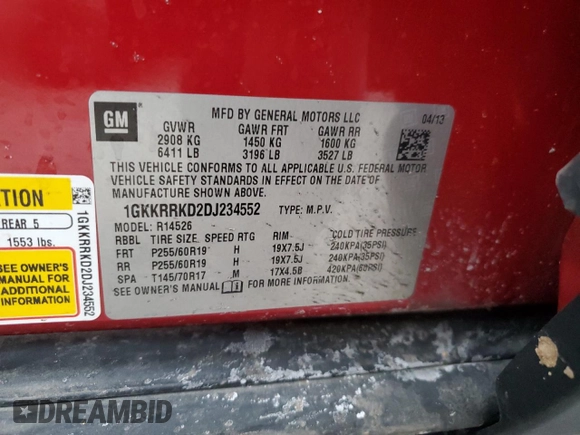 GM
MFD BY GENERAL MOTORS LLC
04/13
GVWR GAWR FRT GAWR RR
2908 KG 1450 KG 1600 KG
6411 LB 3196 LB 3527 LB
THIS VEHICLE CONFORMS TO ALL APPLICABLE U.S. FEDERAL MOTOR
VEHICLE SAFETY STANDARDS IN EFFECT ON THE DATE OF
MANUFACTURE SHOWN ABOVE.
1GKKRRKD2DJ234552 TYPE: M.P.V.
MODEL: R14526
RBBL TIRE SIZE SPEED RTG RIM COLD TIRE PRESSURE
FRT P255/60R19 H 19X7.5J 240KPA(35PSI)
RR P255/60R19 H 19X7.5J 240KPA(35PSI)
SPA T145/70R17 M 17X4.5B 420KPA(60PSI)
SEE OWNER'S MANUAL FOR MORE INFORMATION
TION
REAR 5
1553 lbs.
SEE OWNER'S
MANUAL FOR
ADDITIONAL
INFORMATION
1GKKRRKD2DJ234552
DREAMBID